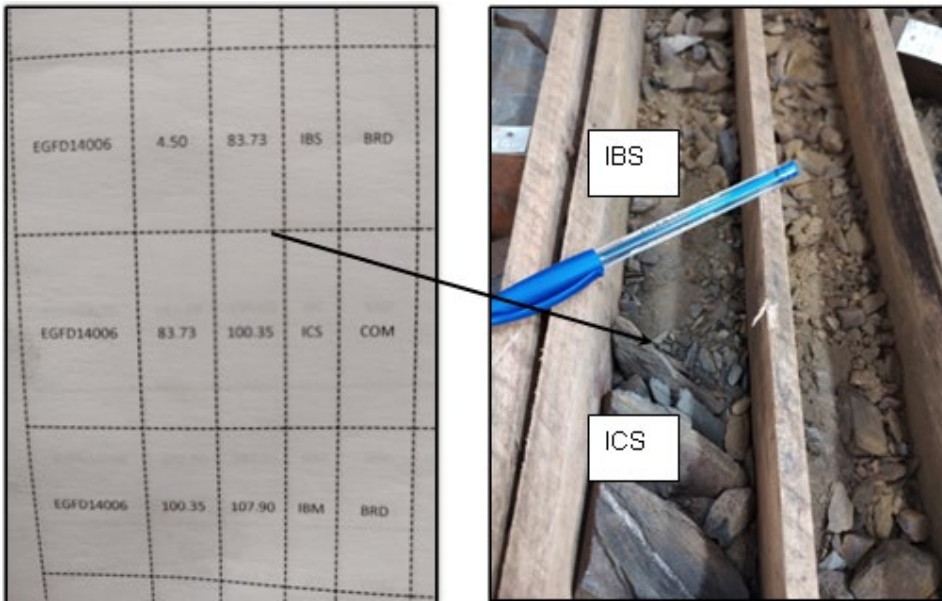 EGFD14006 4.50 83.73 IBS BRD
EGFD14006 83.73 100.35 ICS COM
EGFD14006 100.35 107.90 IBM BRD
IBS
ICS